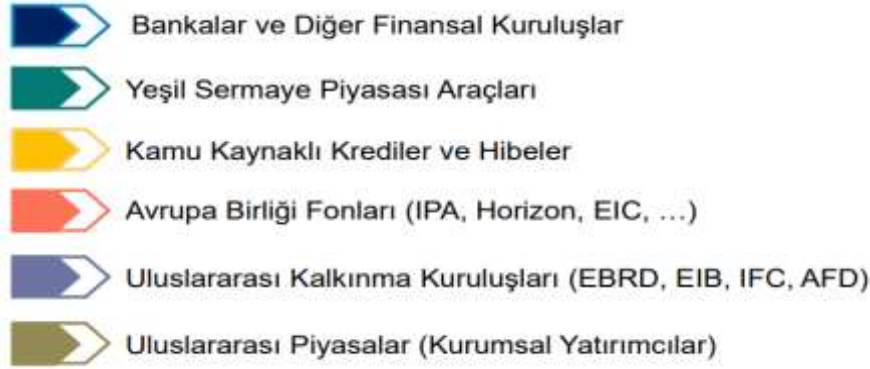 Bankalar ve Diğer Finansal Kuruluşlar
Yeşil Sermaye Piyasası Araçları
Kamu Kaynaklı Krediler ve Hibeler
Avrupa Birliği Fonları (IPA, Horizon, EIC, …)
Uluslararası Kalkınma Kuruluşları (EBRD, EIB, IFC, AFD)
Uluslararası Piyasalar (Kurumsal Yatırımcılar)